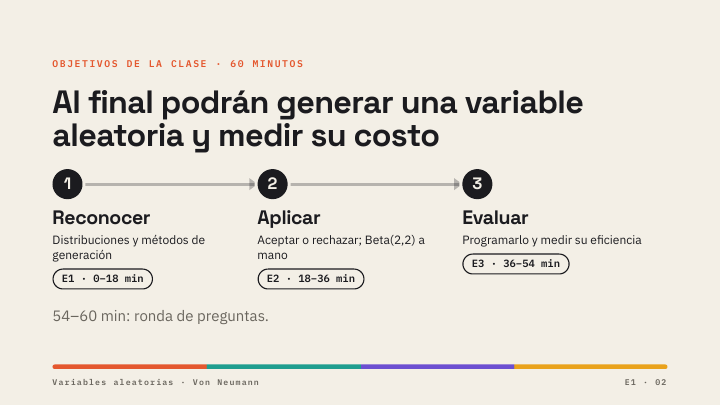 OBJETIVOS DE LA CLASE · 60 MINUTOS
Al final podrán generar una variable
aleatoria y medir su costo
1
2
3
Reconocer
Distribuciones y métodos de
generación
E1 · 0–18 min
Aplicar
Aceptar o rechazar; Beta(2,2) a
mano
E2 · 18–36 min
Evaluar
Programarlo y medir su eficiencia
E3 · 36–54 min
54–60 min: ronda de preguntas.
Variables aleatorias · Von Neumann
E1 · 02